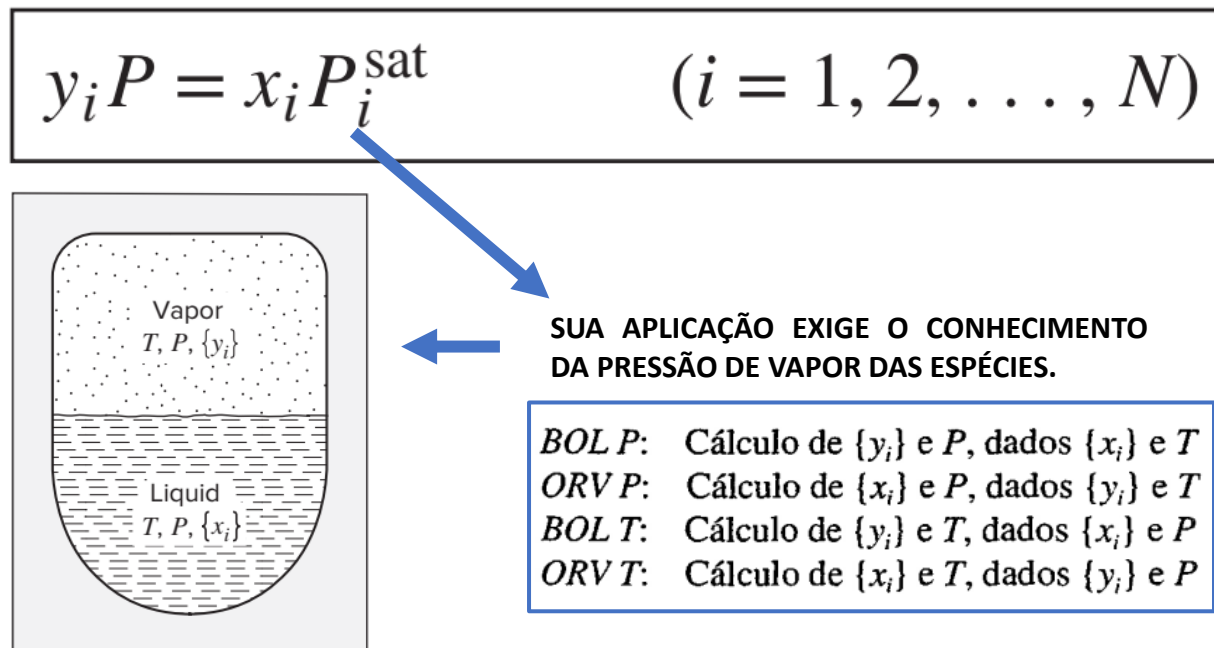 y_i P = x_i P_i^sat (i = 1, 2, . . . , N)
Vapor
T, P, {y_i}
Liquid
T, P, {x_i}
SUA APLICAÇÃO EXIGE O CONHECIMENTO
DA PRESSÃO DE VAPOR DAS ESPÉCIES.
BOL P: Cálculo de {y_i} e P, dados {x_i} e T
ORV P: Cálculo de {x_i} e P, dados {y_i} e T
BOL T: Cálculo de {y_i} e T, dados {x_i} e P
ORV T: Cálculo de {x_i} e T, dados {y_i} e P